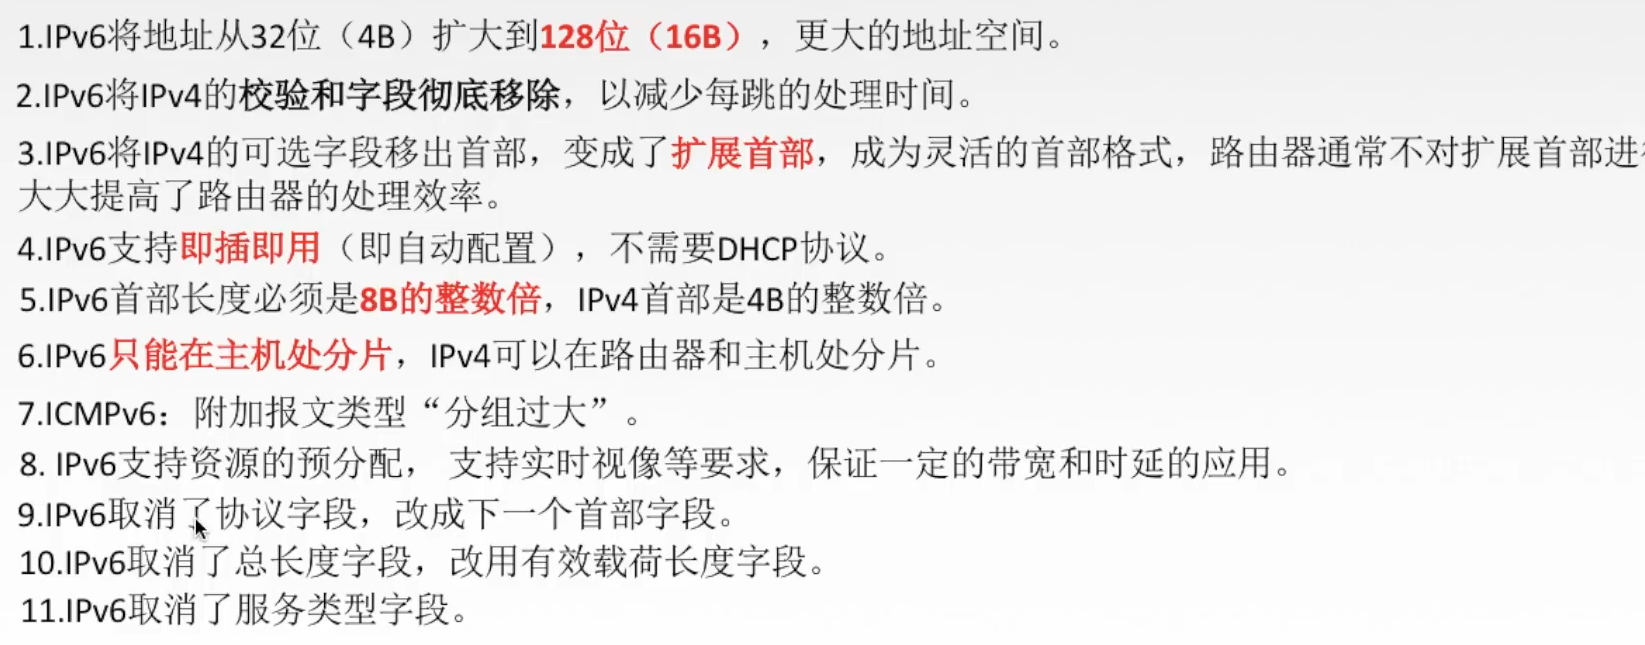 1.IPv6将地址从32位（4B）扩大到128位（16B），更大的地址空间。
2.IPv6将IPv4的校验和字段彻底移除，以减少每跳的处理时间。
3.IPv6将IPv4的可选字段移出首部，变成了扩展首部，成为灵活的首部格式，路由器通常不对扩展首部进
大大提高了路由器的处理效率。
4.IPv6支持即插即用（即自动配置），不需要DHCP协议。
5.IPv6首部长度必须是8B的整数倍，IPv4首部是4B的整数倍。
6.IPv6只能在主机处分片，IPv4可以在路由器和主机处分片。
7.ICMPv6：附加报文类型“分组过大”。
8. IPv6支持资源的预分配， 支持实时视像等要求，保证一定的带宽和时延的应用。
9.IPv6取消了协议字段，改成下一个首部字段。
10.IPv6取消了总长度字段，改用有效载荷长度字段。
11.IPv6取消了服务类型字段。